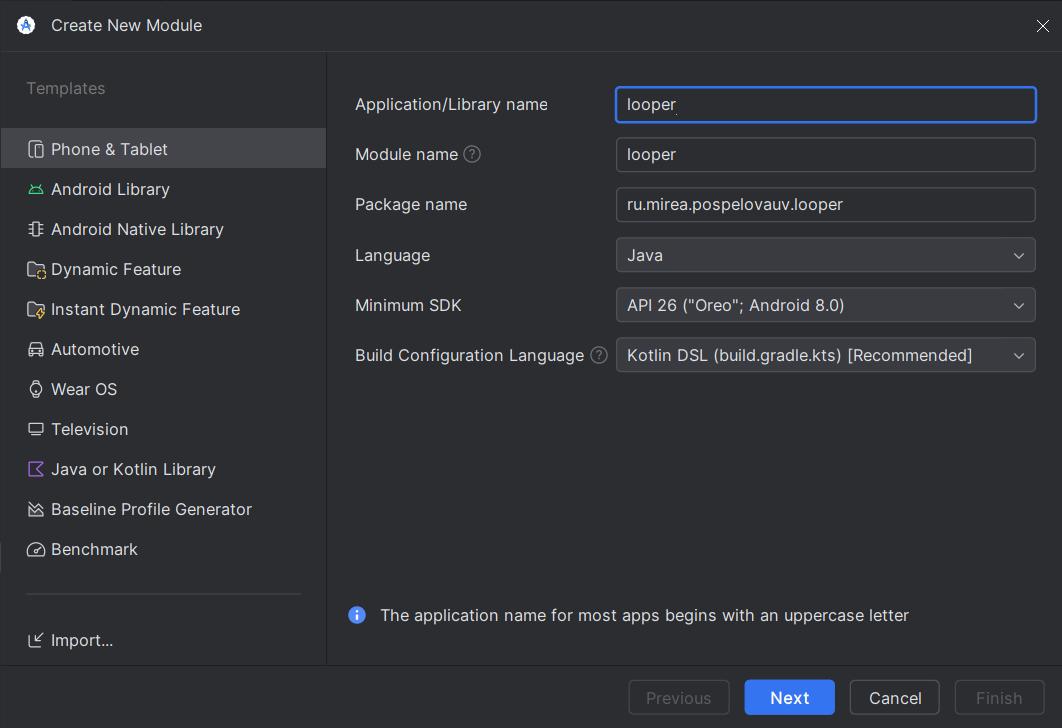 Create New Module
Templates
Phone & Tablet
Android Library
Android Native Library
Dynamic Feature
Instant Dynamic Feature
Automotive
Wear OS
Television
Java or Kotlin Library
Baseline Profile Generator
Benchmark
Import...
Application/Library name
looper
Module name ?
looper
Package name
ru.mirea.pospelovauv.looper
Language
Java
Minimum SDK
API 26 ("Oreo"; Android 8.0)
Build Configuration Language ?
Kotlin DSL (build.gradle.kts) [Recommended]
The application name for most apps begins with an uppercase letter
Previous
Next
Cancel
Finish